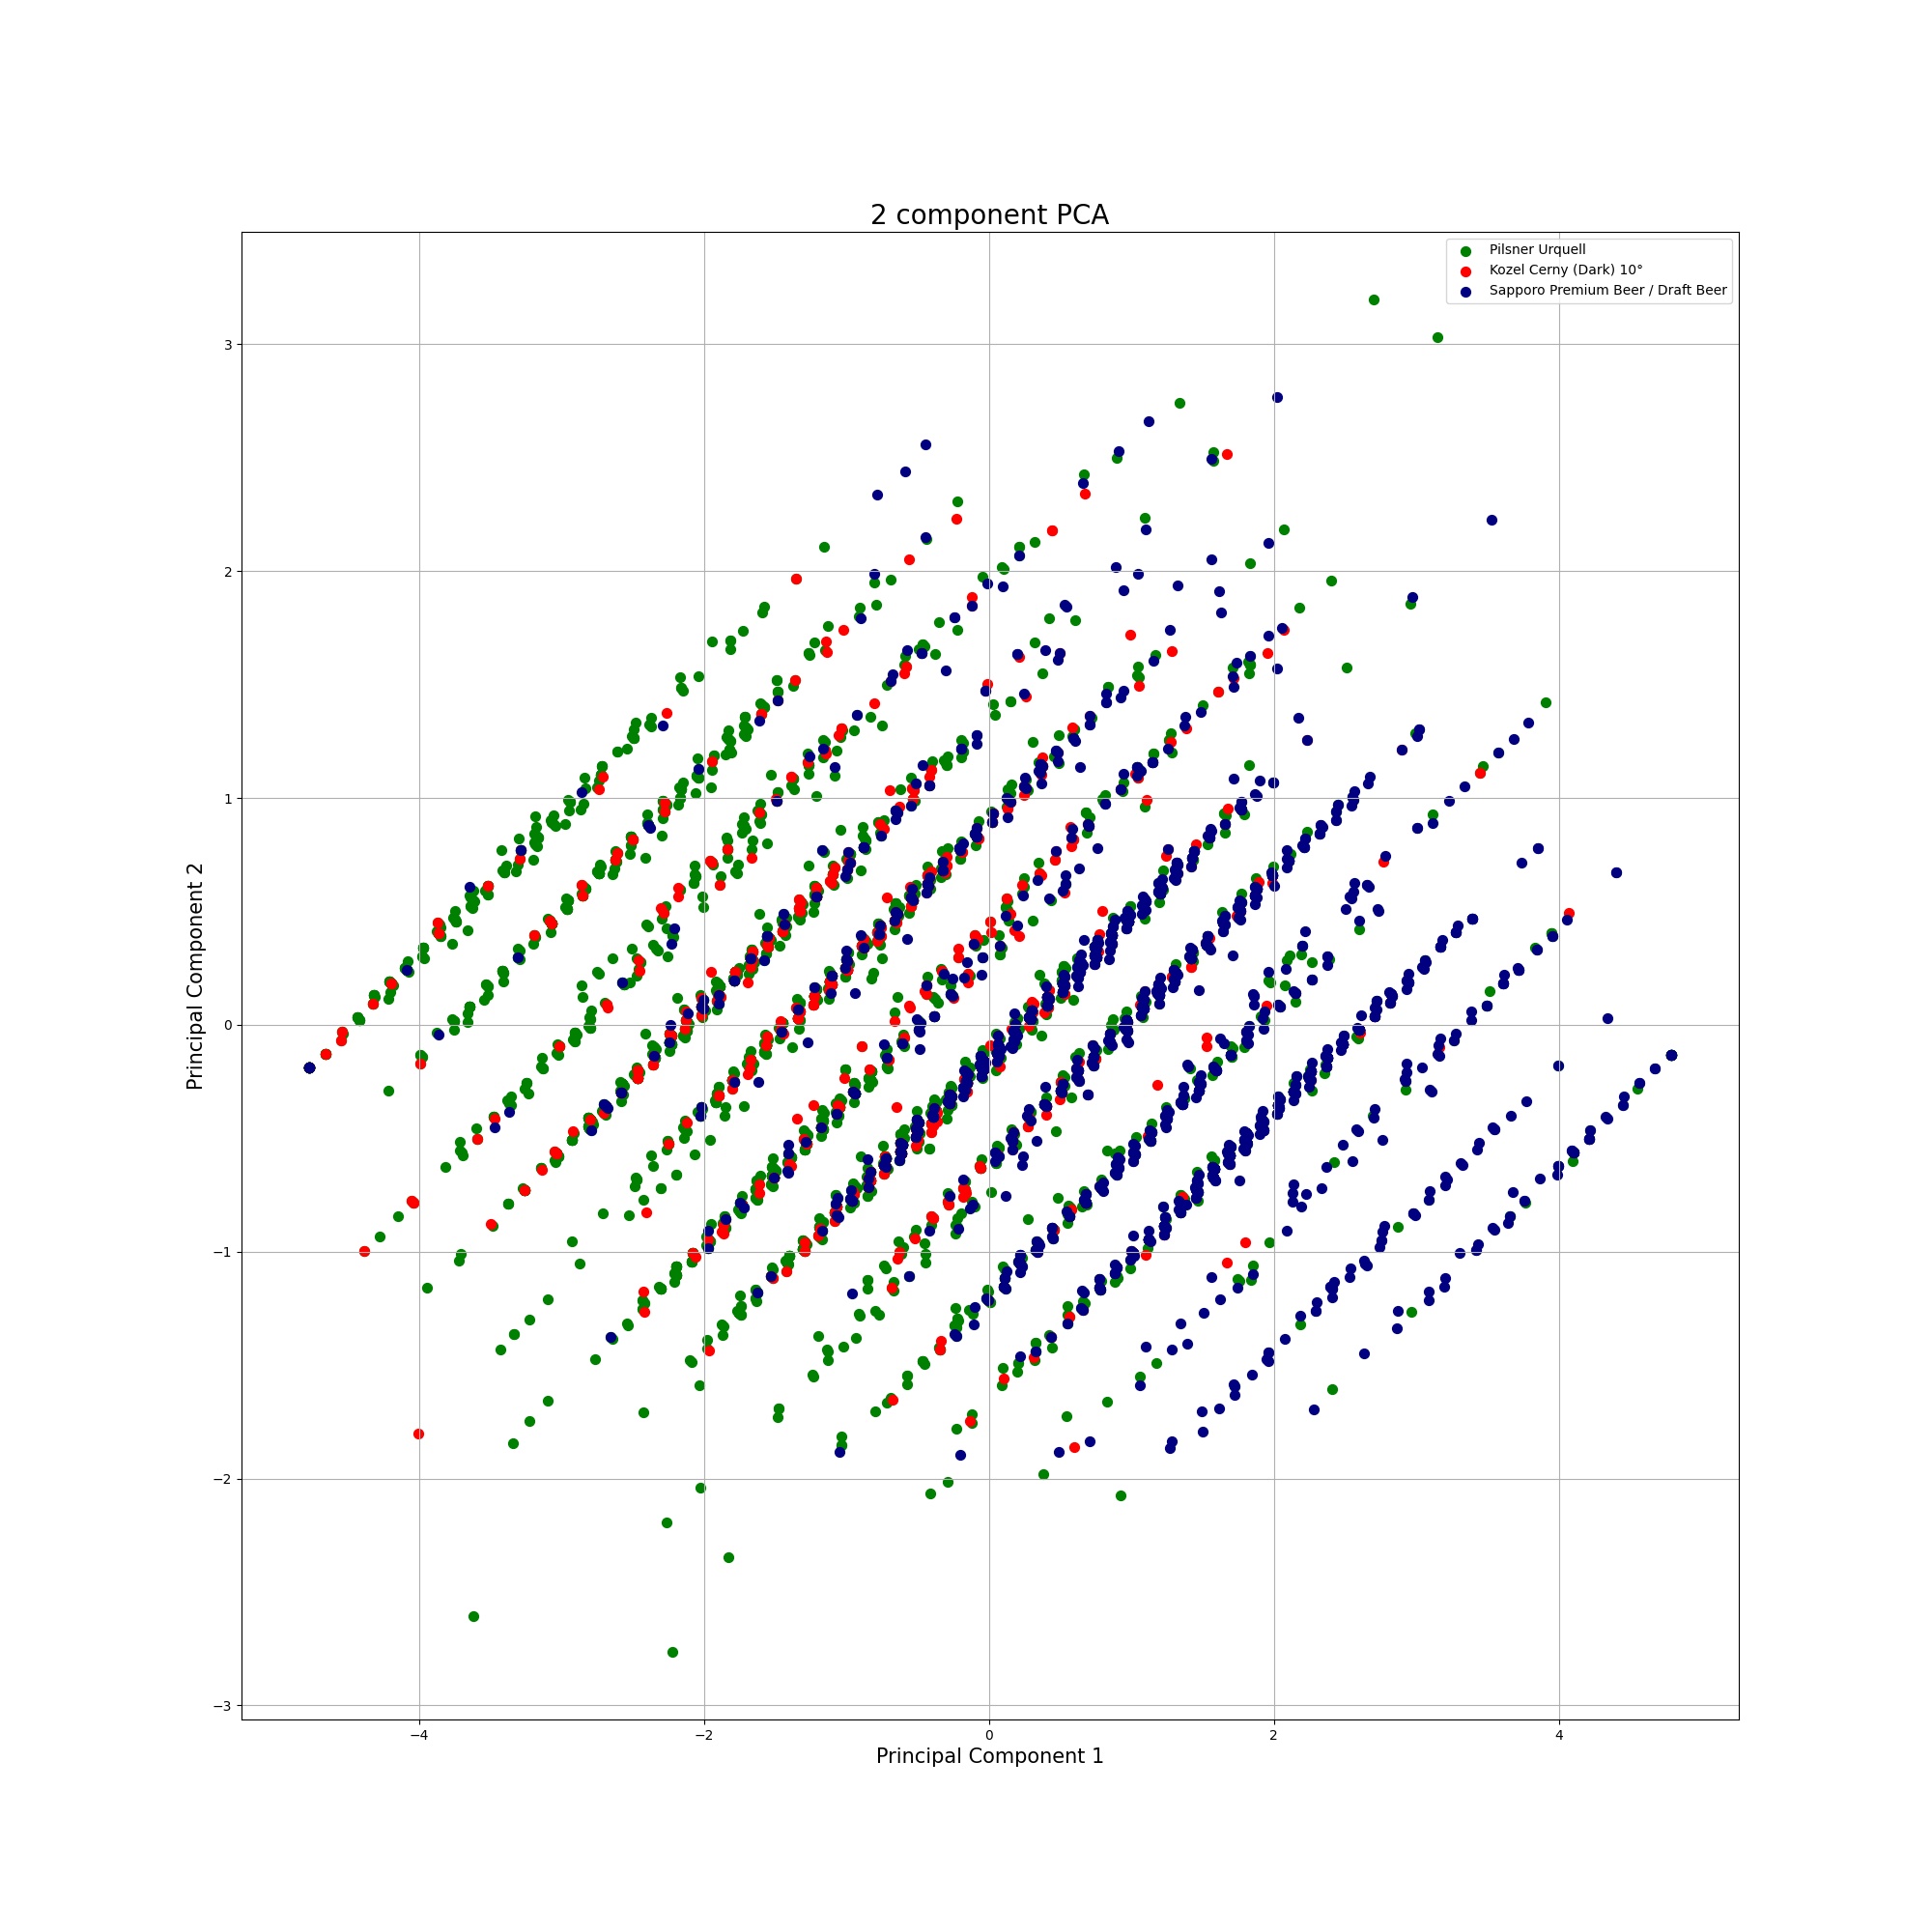 2 component PCA
Pilsner Urquell
Kozel Cerny (Dark) 10°
Sapporo Premium Beer / Draft Beer
Principal Component 2
3
2
1
0
−1
−2
−3
−4
−2
0
2
4
Principal Component 1